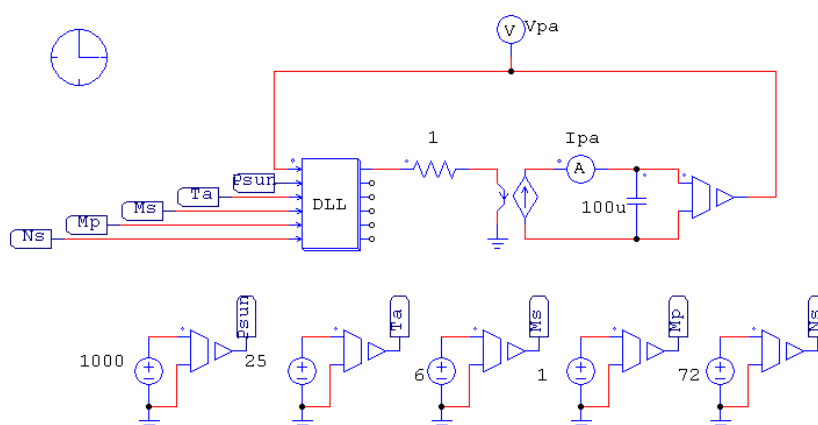 V Vpa
1 Ipa
A
Psun
Ta
DLL
100u
Ms
Mp
Ns
Psun Ta Ms Mp Ns
1000 25 6 1 72